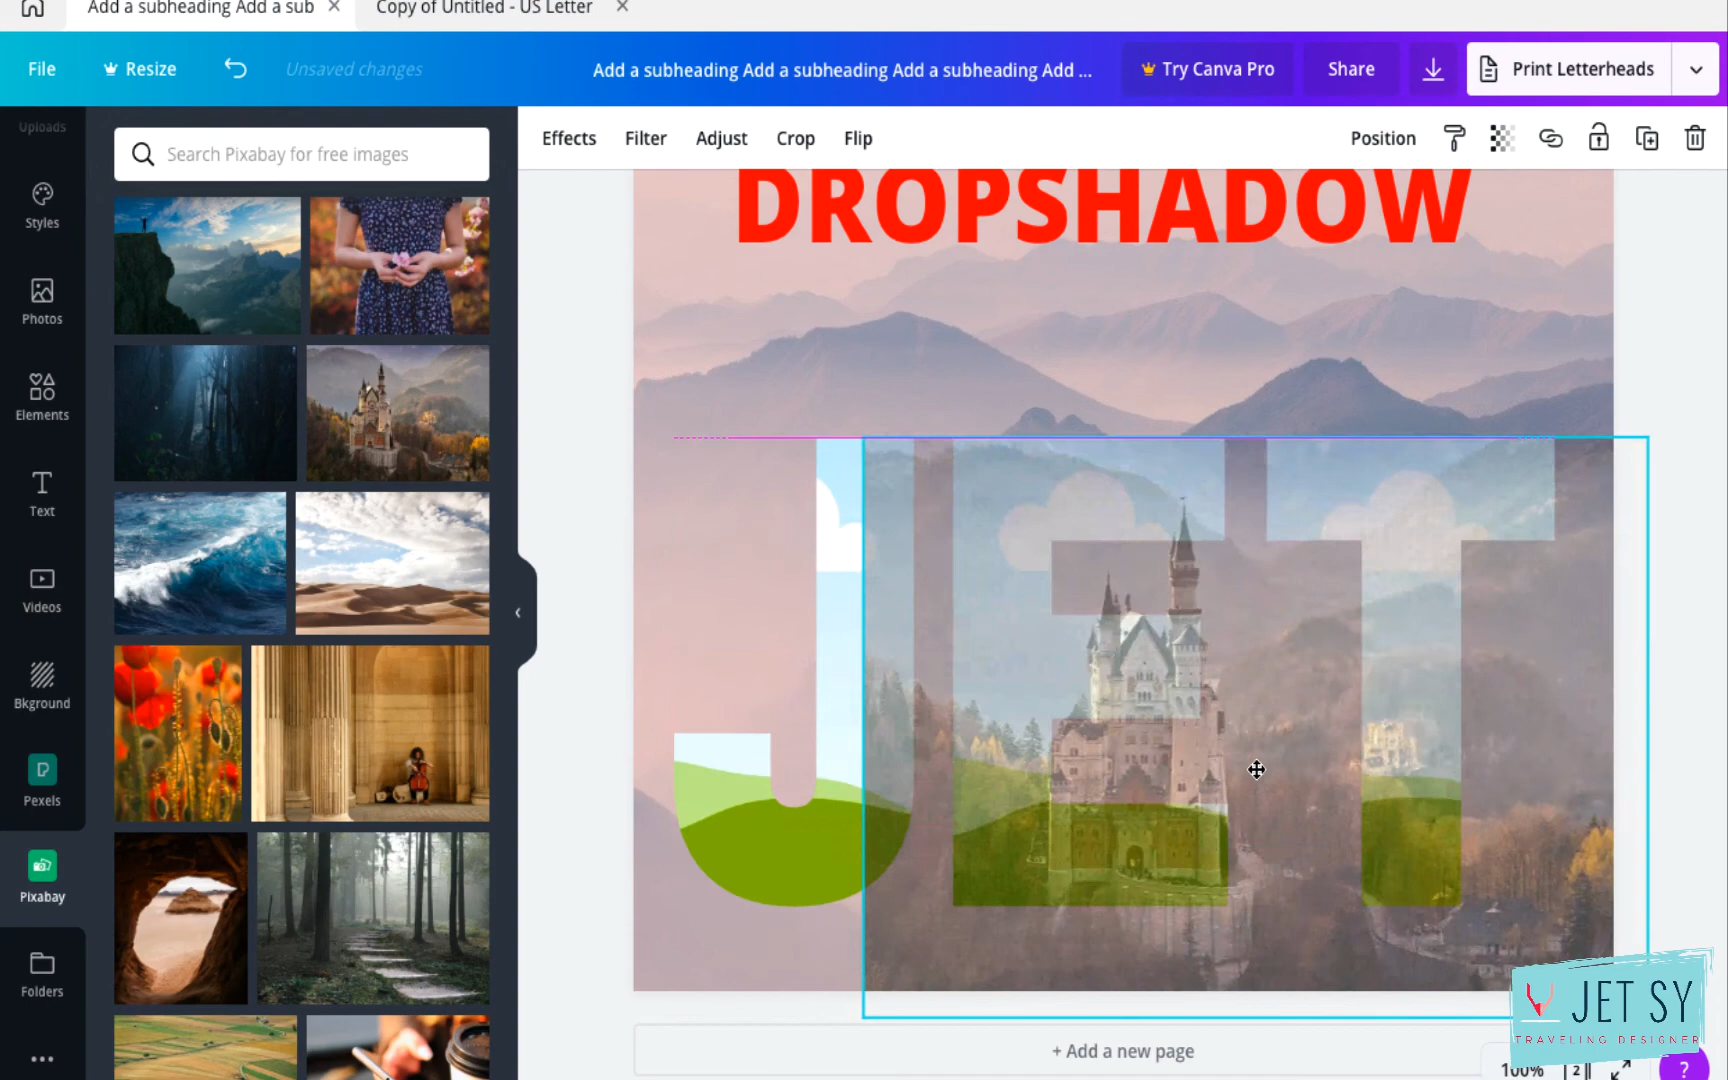 Add a subheading Add a sub
Copy of Untitled - US Letter
File
Resize
Unsaved changes
Add a subheading Add a subheading Add a subheading Add ...
Try Canva Pro
Share
Print Letterheads
Uploads
Search Pixabay for free images
Effects
Filter
Adjust
Crop
Flip
Position
Styles
Photos
Elements
Text
Videos
Bkground
Pexels
Pixabay
Folders
DROPSHADOW
JET
+ Add a new page
JET SY
TRAVELING DESIGNER
100%
2
?